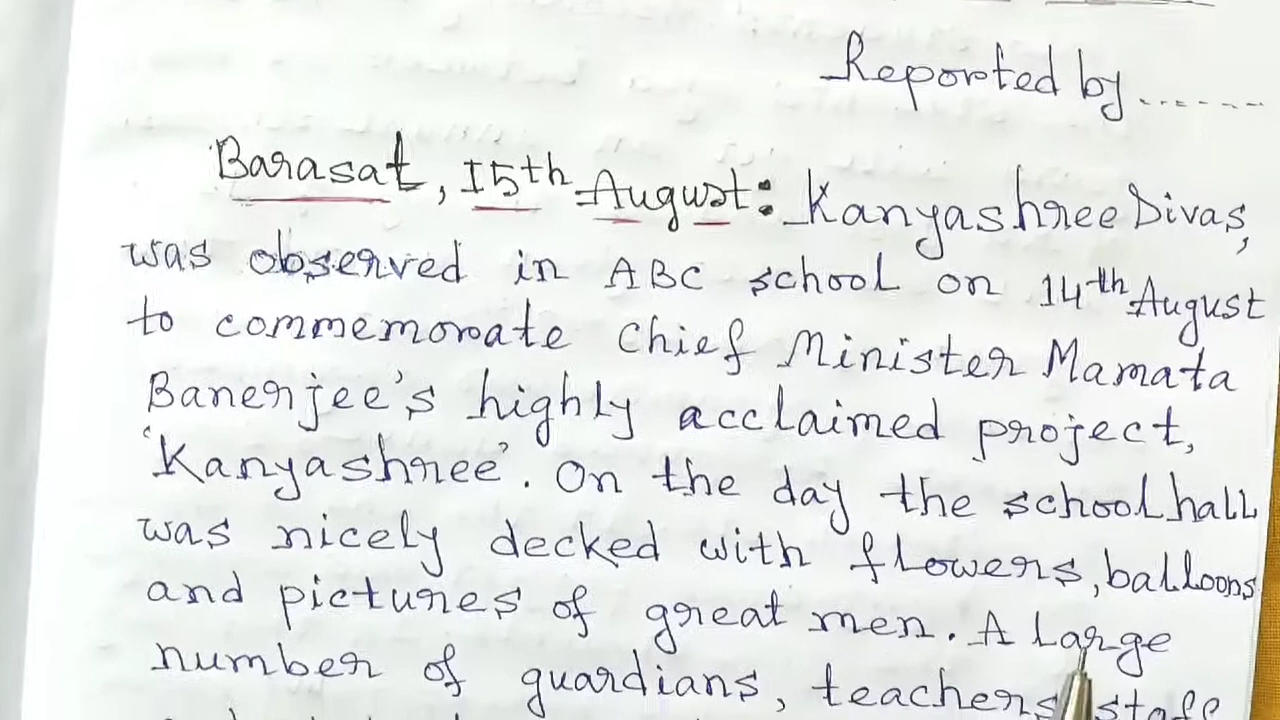 Reported by.......
Barasat, 15th August: Kanyashree Divas,
was observed in ABC school on 14th August
to commemorate Chief Minister Mamata
Banerjee's highly acclaimed project,
'Kanyashree'. On the day the school hall
was nicely decked with flowers, balloons
and pictures of great men. A large
number of guardians, teachers, staff